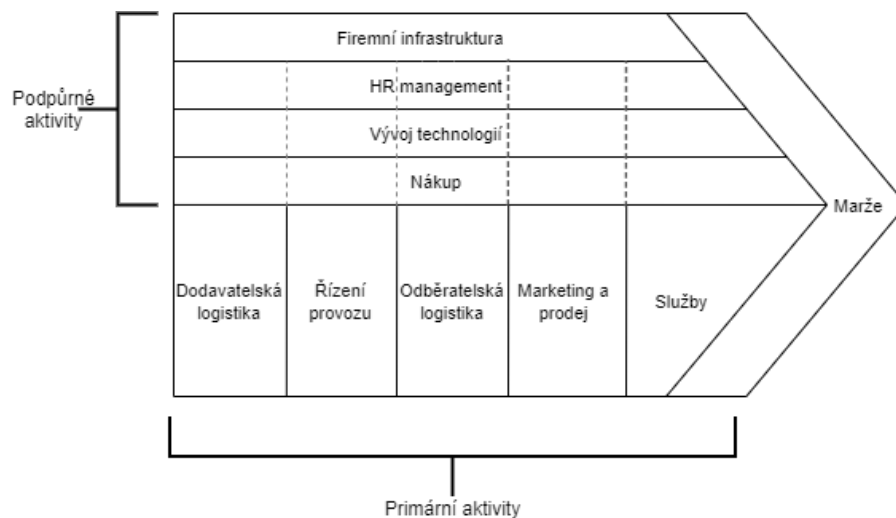 Firemní infrastruktura
HR management
Podpůrné
aktivity
Vývoj technologií
Nákup
Marže
Dodavatelská
logistika
Řízení
provozu
Odběratelská
logistika
Marketing a
prodej
Služby
Primární aktivity